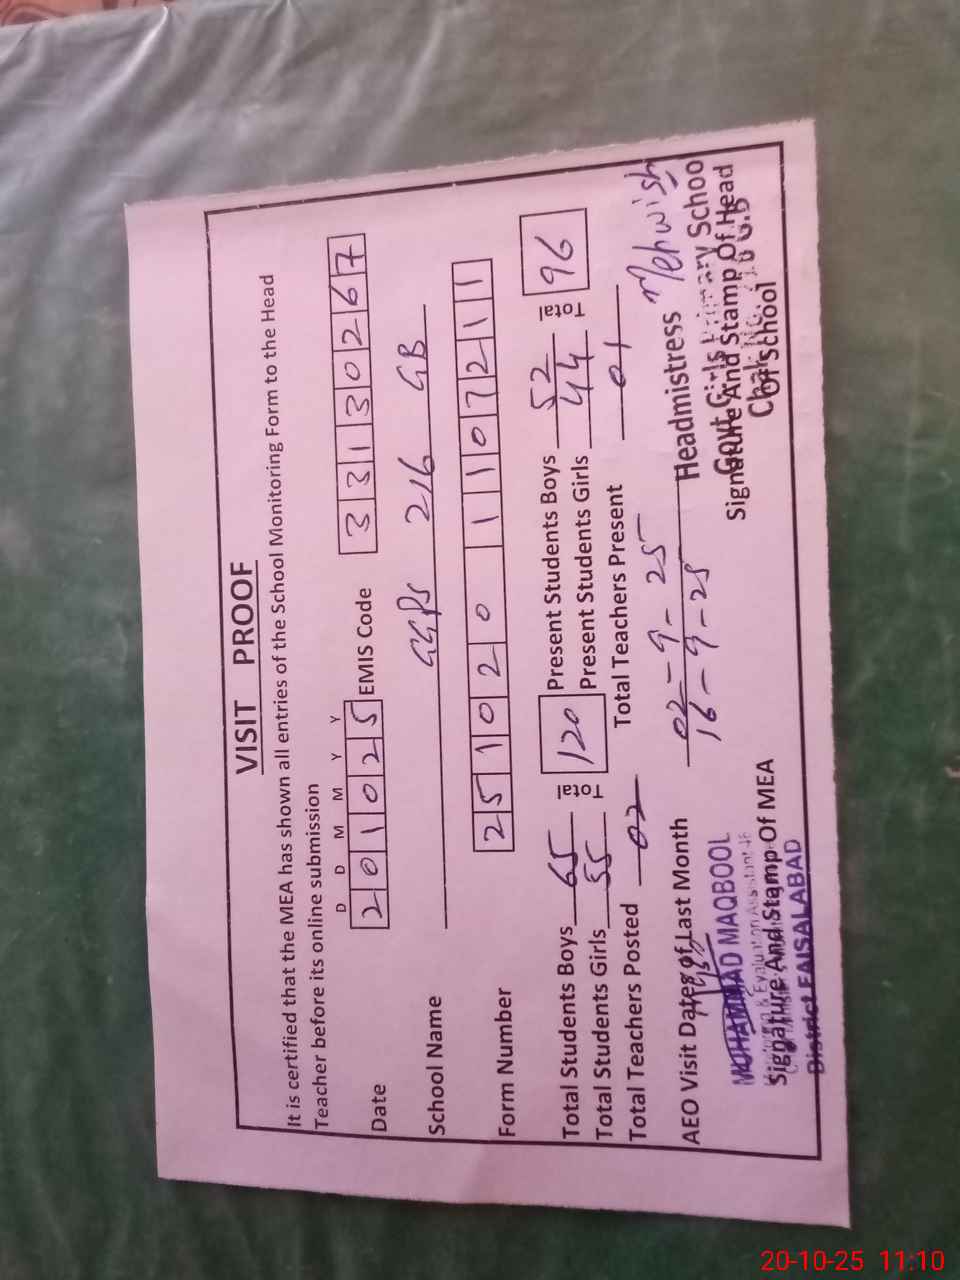 VISIT PROOF
It is certified that the MEA has shown all entries of the School Monitoring Form to the Head
Teacher before its online submission
D D M M Y Y
Date 2 0 1 0 2 5 EMIS Code 3 3 1 3 0 2 6 7
School Name GGPS 216 GB
Form Number 2 5 1 0 2 0 1 1 0 7 2 1 1
Total Students Boys 65 Total 120 Present Students Boys 52 Total 96
Total Students Girls 55 Present Students Girls 44
Total Teachers Posted 02 Total Teachers Present 01
AEO Visit Dates of Last Month 02-9-25
16-9-25
Mehwish
Headmistress
Govt. Girls Primary School
Chak No. G.B
Signature And Stamp Of Head
Of School
MUHAMMAD MAQBOOL
Monitoring & Evaluation Assistant
Signature And Stamp Of MEA
District FAISALABAD
20-10-25 11:10